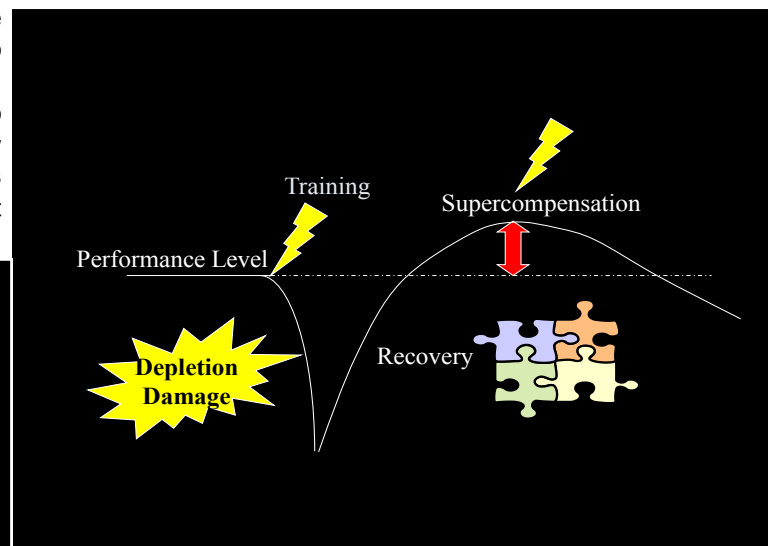 Training
Supercompensation
Performance Level
Depletion
Damage
Recovery